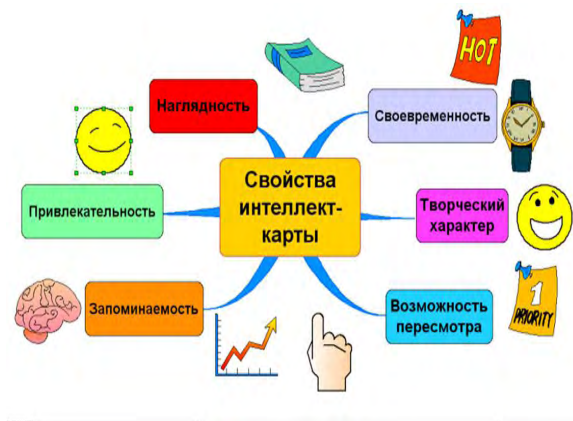 HOT
Наглядность
Своевременность
Свойства
интеллект-
карты
Привлекательность
Творческий
характер
Запоминаемость
Возможность
пересмотра
1
PRIORITY